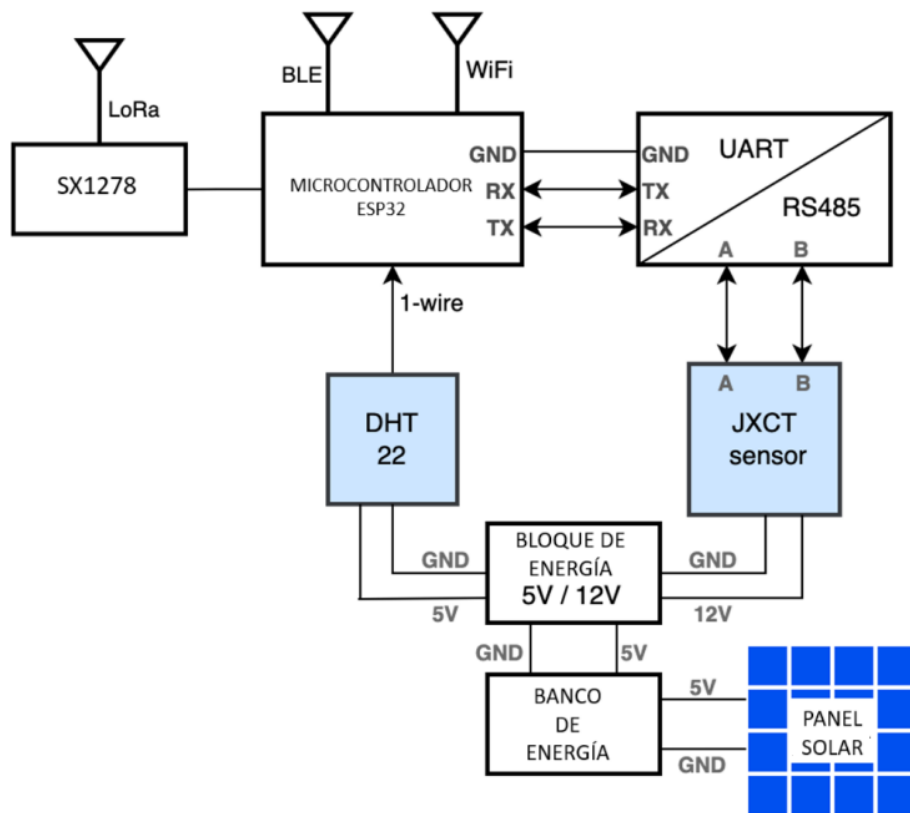 BLE
WiFi
LoRa
SX1278
MICROCONTROLADOR
ESP32
GND
RX
TX
GND
TX
RX
UART
RS485
A
B
1-wire
DHT
22
A
B
JXCT
sensor
GND
5V
BLOQUE DE
ENERGÍA
5V / 12V
GND
12V
GND
5V
BANCO
DE
ENERGÍA
5V
GND
PANEL
SOLAR